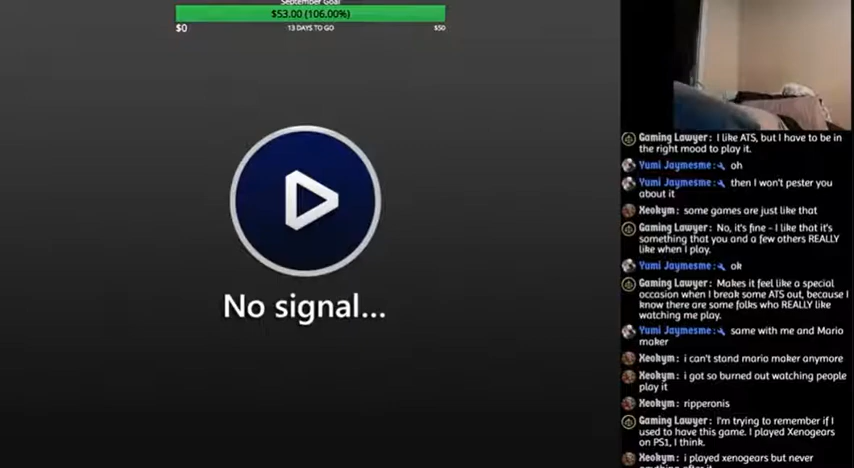 September Goal
$53.00 (106.00%)
$0
13 DAYS TO GO
$50
No signal...
Gaming Lawyer: I like ATS, but I have to be in
the right mood to play it.
Yumi Jaymesme: oh
Yumi Jaymesme: then I won't pester you
about it
Xeokym: some games are just like that
Gaming Lawyer: No, it's fine - I like that it's
something that you and a few others REALLY
like when I play.
Yumi Jaymesme: ok
Gaming Lawyer: Makes it feel like a special
occasion when I break some ATS out, because I
know there are some folks who REALLY like
watching me play.
Yumi Jaymesme: same with me and Mario
maker
Xeokym: i can't stand mario maker anymore
Xeokym: i got so burned out watching people
play it
Xeokym: ripperonis
Gaming Lawyer: I'm trying to remember if I
used to have this game. I played Xenogears
on PS1, I think.
Xeokym: i played xenogears but never
anything after it